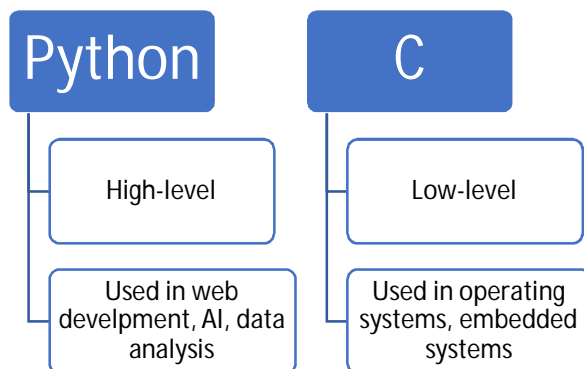 Python
High-level
Used in web
develpment, AI, data
analysis
C
Low-level
Used in operating
systems, embedded
systems